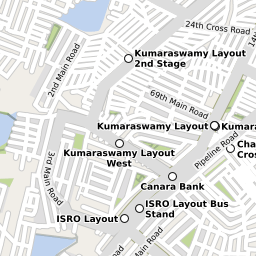 24th Cross Road
14th
Kumaraswamy Layout
2nd Stage
2nd Main Road
69th Main Road
Kumaraswamy Layout
Kumara
Pipeline Road
Cha
Cros
Kumaraswamy Layout
West
3rd Main Road
Canara Bank
ISRO Layout Bus
Stand
ISRO Layout
Main Road